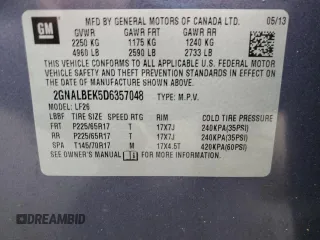 GM
MFD BY GENERAL MOTORS OF CANADA LTD.
05/13
GVWR GAWR FRT GAWR RR
2250 KG 1175 KG 1240 KG
4960 LB 2590 LB 2733 LB
THIS VEHICLE CONFORMS TO ALL APPLICABLE U.S. FEDERAL MOTOR
VEHICLE SAFETY, BUMPER, AND THEFT PREVENTION STANDARDS
IN EFFECT ON THE DATE OF MANUFACTURE SHOWN ABOVE.
2GNALBEK5D6357048 TYPE: M.P.V.
MODEL: LF26
LBBF TIRE SIZE SPEED RTG RIM COLD TIRE PRESSURE
FRT P225/65R17 T 17X7J 240KPA(35PSI)
RR P225/65R17 T 17X7J 240KPA(35PSI)
SPA T145/70R17 M 17X4.5T 420KPA(60PSI)
SEE OWNER'S MANUAL FOR ADDITIONAL INFORMATION
DREAMBID